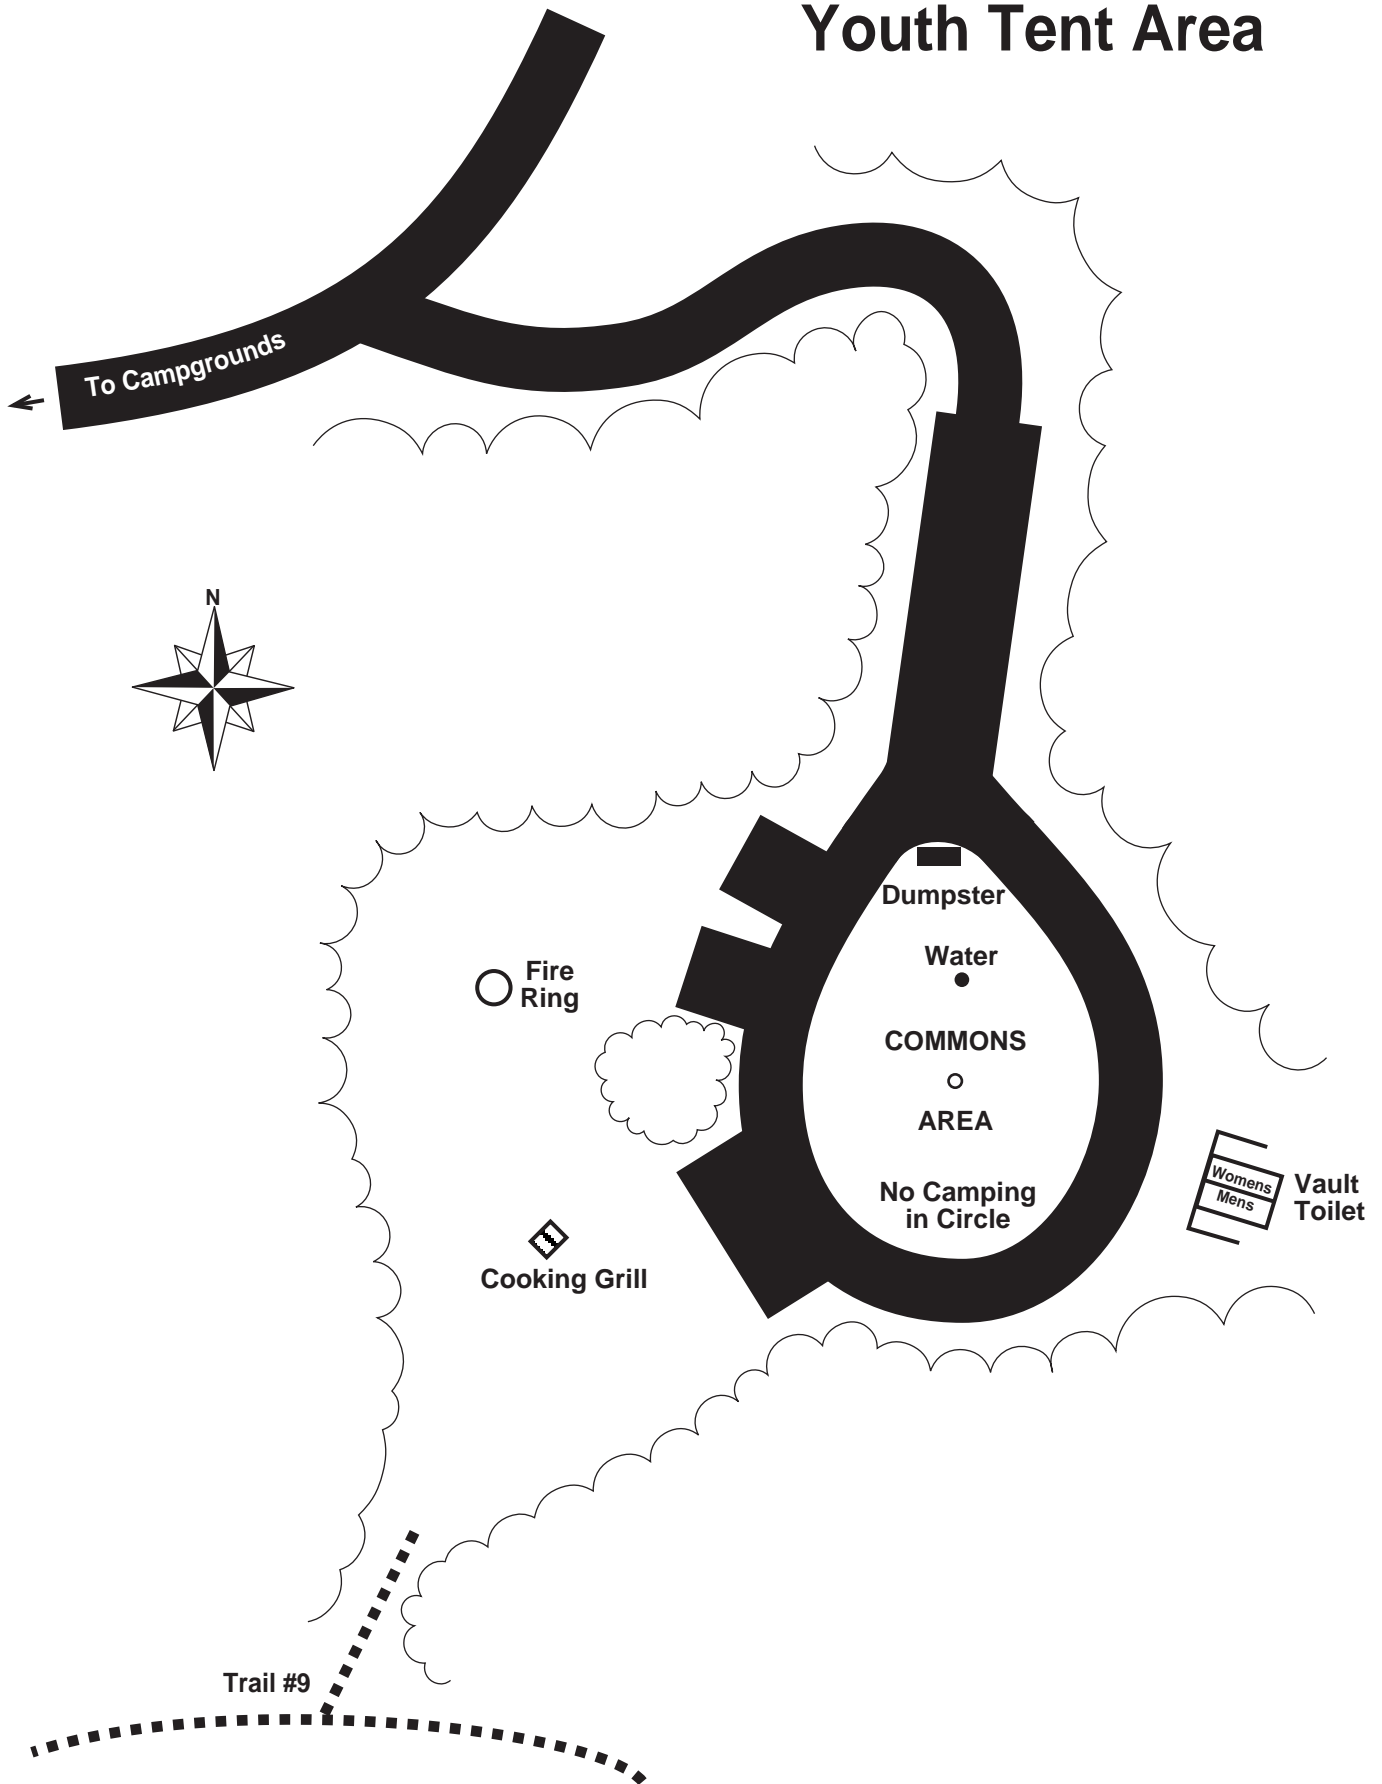 Youth Tent Area
To Campgrounds
N
Dumpster
Water
Fire
Ring
COMMONS
AREA
No Camping
in Circle
Womens
Mens
Vault
Toilet
Cooking Grill
Trail #9